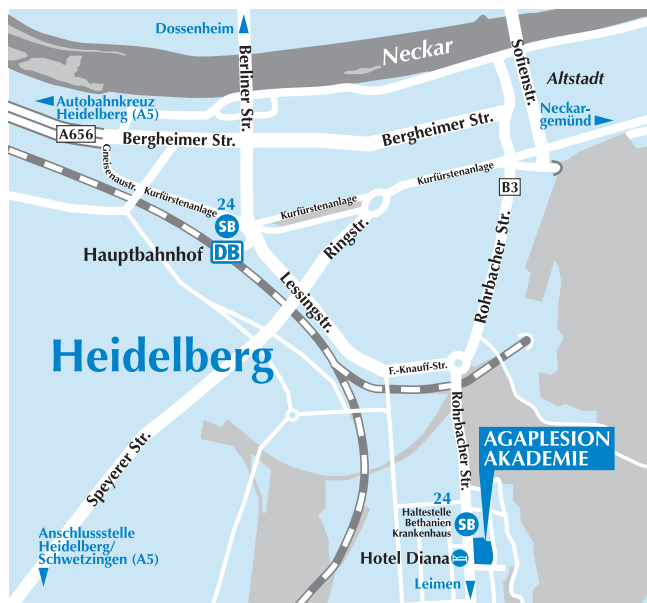 Dossenheim
Neckar
Berliner Str.
Sofienstr.
Altstadt
Autobahnkreuz
Heidelberg (A5)
Neckar-
gemünd
A656
Bergheimer Str.
Bergheimer Str.
Gneisenaustr.
Kurfürstenanlage
Kurfürstenanlage
Kurfürstenanlage
B3
24
SB
Hauptbahnhof
DB
Ringstr.
Lessingstr.
Rohrbacher Str.
Heidelberg
F.-Knauff-Str.
Rohrbacher Str.
AGAPLESION
AKADEMIE
Speyerer Str.
24
Haltestelle
Bethanien
Krankenhaus
SB
Anschlussstelle
Heidelberg/
Schwetzingen (A5)
Hotel Diana
Leimen